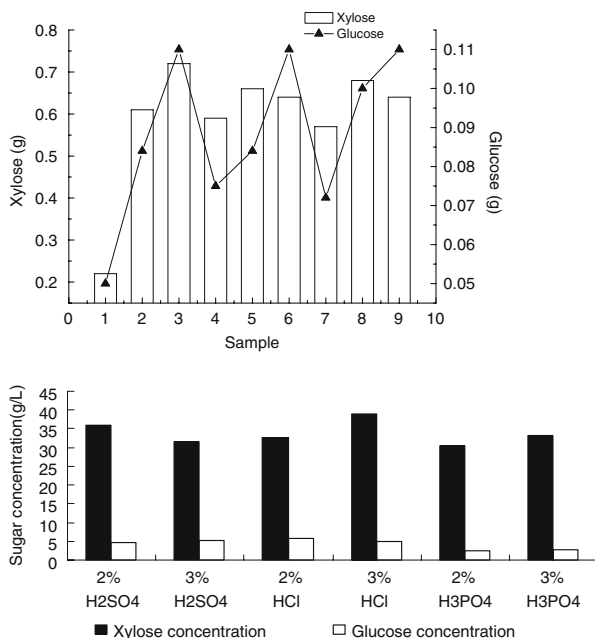 Xylose
Glucose
0.8
0.7
0.6
0.5
0.4
0.3
0.2
Xylose (g)
0.11
0.10
0.09
0.08
0.07
0.06
0.05
Glucose (g)
0 1 2 3 4 5 6 7 8 9 10
Sample
45
40
35
30
25
20
15
10
5
0
Sugar concentration(g/L)
2% 3% 2% 3% 2% 3%
H2SO4 H2SO4 HCl HCl H3PO4 H3PO4
Xylose concentration Glucose concentration